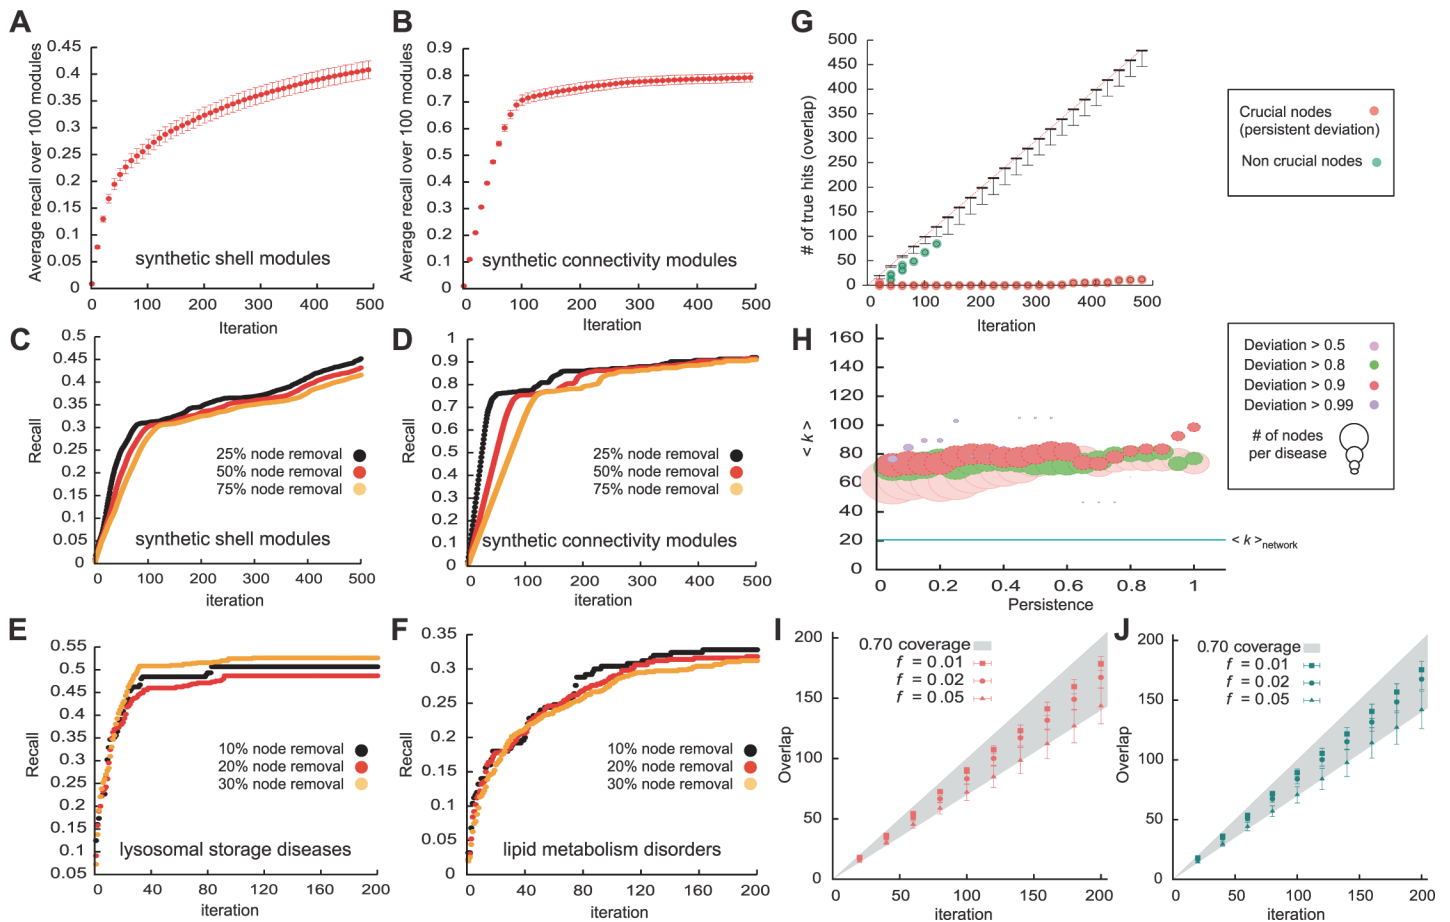 A
Average recall over 100 modules
0.45
0.4
0.35
0.3
0.25
0.2
0.15
0.1
0.05
0
synthetic shell modules
0 100 200 300 400 500
Iteration
B
Average recall over 100 modules
0.9
0.8
0.7
0.6
0.5
0.4
0.3
0.2
0.1
0
synthetic connectivity modules
0 100 200 300 400 500
Iteration
G
# of true hits (overlap)
500
450
400
350
300
250
200
150
100
50
0
0 100 200 300 400 500
Iteration
Crucial nodes
(persistent deviation)
Non crucial nodes
C
Recall
0.5
0.45
0.4
0.35
0.3
0.25
0.2
0.15
0.1
0.05
0
25% node removal
50% node removal
75% node removal
synthetic shell modules
0 100 200 300 400 500
iteration
D
Recall
1
0.9
0.8
0.7
0.6
0.5
0.4
0.3
0.2
0.1
0
25% node removal
50% node removal
75% node removal
synthetic connectivity modules
0 100 200 300 400 500
iteration
H
< k >
160
140
120
100
80
60
40
20
0
< k >network
0 0.2 0.4 0.6 0.8 1
Persistence
Deviation > 0.5
Deviation > 0.8
Deviation > 0.9
Deviation > 0.99
# of nodes
per disease
E
Recall
0.55
0.5
0.45
0.4
0.35
0.3
0.25
0.2
0.15
0.1
0.05
10% node removal
20% node removal
30% node removal
lysosomal storage diseases
0 40 80 120 160 200
iteration
F
Recall
0.35
0.3
0.25
0.2
0.15
0.1
0.05
0
10% node removal
20% node removal
30% node removal
lipid metabolism disorders
0 40 80 120 160 200
iteration
I
Overlap
200
150
100
50
0
0.70 coverage
f = 0.01
f = 0.02
f = 0.05
0 50 100 150 200
iteration
J
Overlap
200
150
100
50
0
0.70 coverage
f = 0.01
f = 0.02
f = 0.05
0 50 100 150 200
iteration